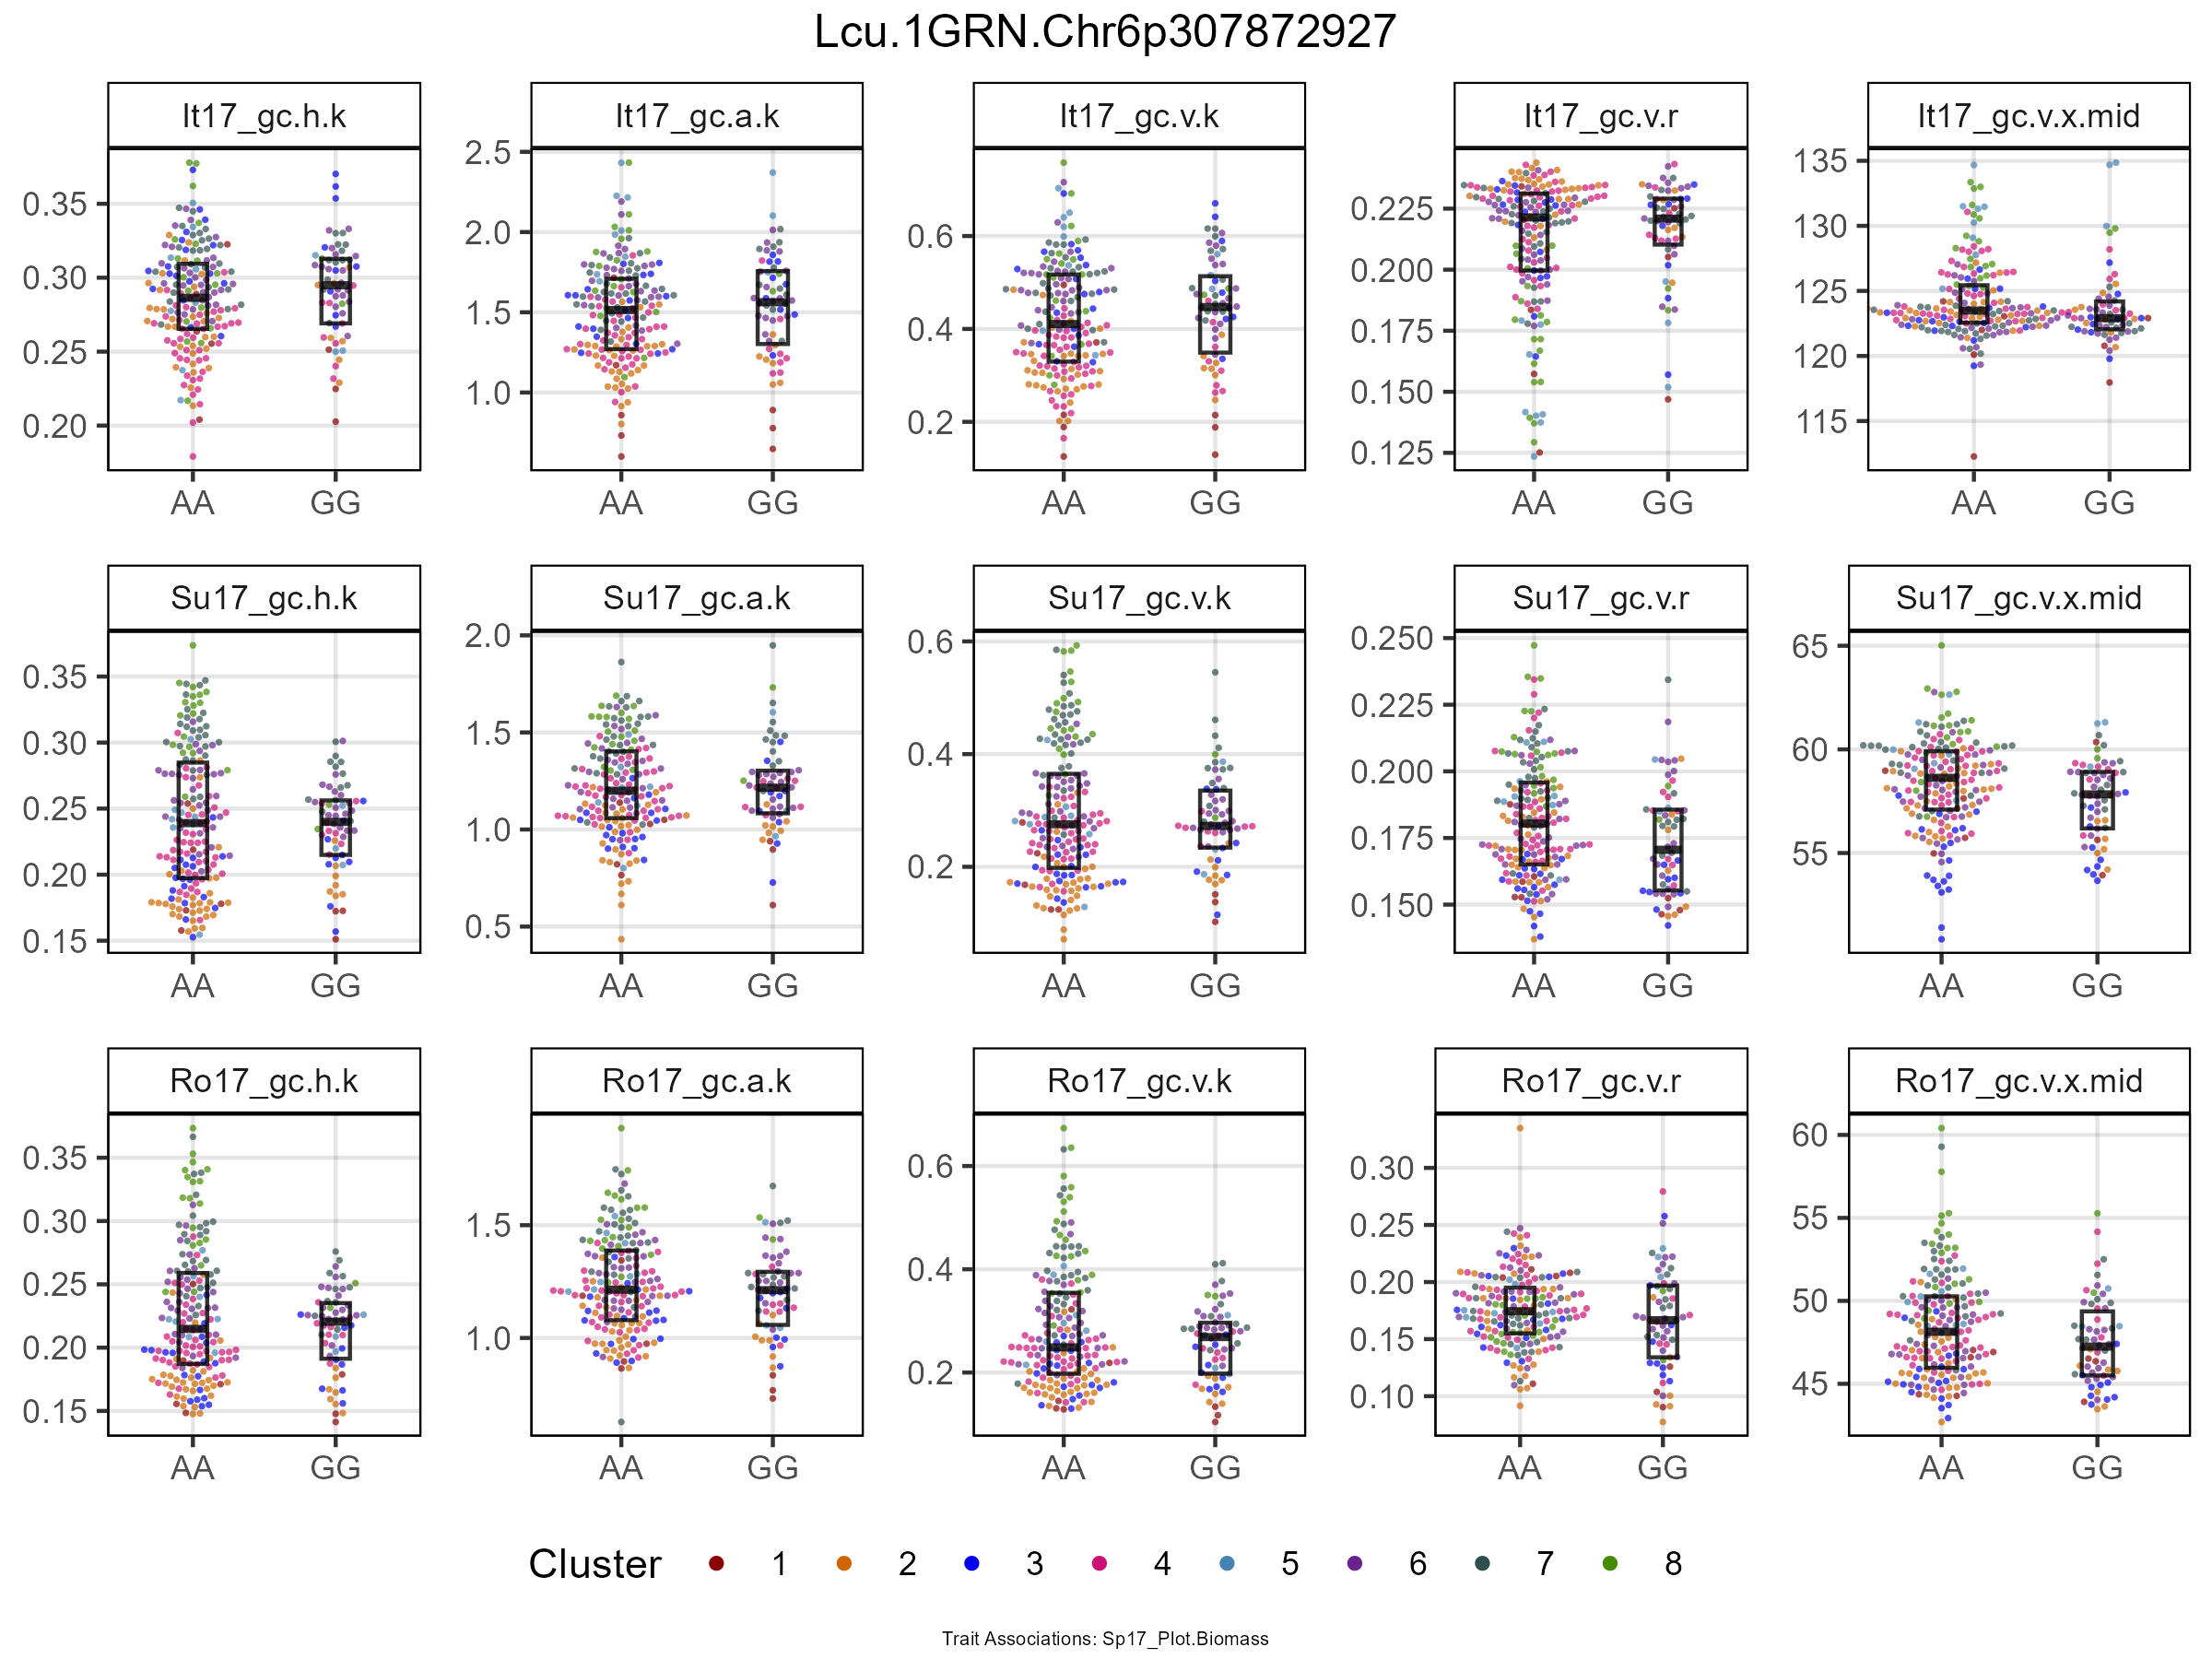 Lcu.1GRN.Chr6p307872927
It17_gc.h.k It17_gc.a.k It17_gc.v.k It17_gc.v.r It17_gc.v.x.mid
0.35 0.30 0.25 0.20
2.5 2.0 1.5 1.0
0.6 0.4 0.2
0.225 0.200 0.175 0.150 0.125
135 130 125 120 115
AA GG AA GG AA GG AA GG AA GG
Su17_gc.h.k Su17_gc.a.k Su17_gc.v.k Su17_gc.v.r Su17_gc.v.x.mid
0.35 0.30 0.25 0.20 0.15
2.0 1.5 1.0 0.5
0.6 0.4 0.2
0.250 0.225 0.200 0.175 0.150
65 60 55
AA GG AA GG AA GG AA GG AA GG
Ro17_gc.h.k Ro17_gc.a.k Ro17_gc.v.k Ro17_gc.v.r Ro17_gc.v.x.mid
0.35 0.30 0.25 0.20 0.15
1.5 1.0
0.6 0.4 0.2
0.30 0.25 0.20 0.15 0.10
60 55 50 45
AA GG AA GG AA GG AA GG AA GG
Cluster 1 2 3 4 5 6 7 8
Trait Associations: Sp17_Plot.Biomass